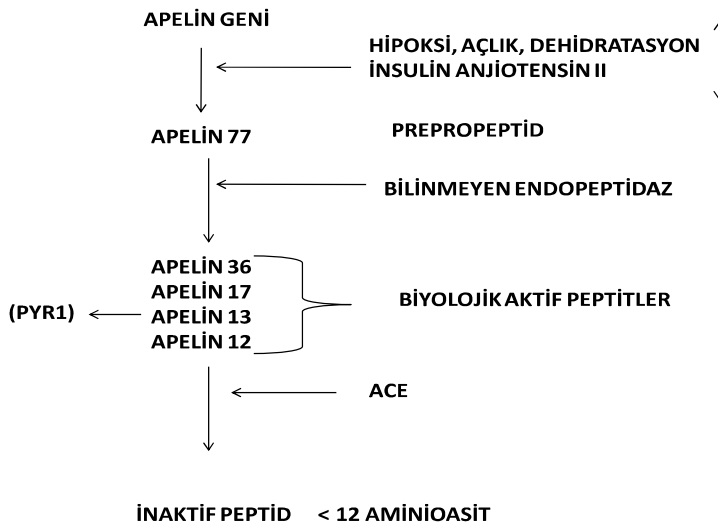 APELİN GENİ
HİPOKSİ, AÇLIK, DEHİDRATASYON
İNSULİN ANJİOTENSİN II
APELİN 77
PREPROPEPTİD
BİLİNMEYEN ENDOPEPTİDAZ
APELİN 36
APELİN 17
(PYR1)
APELİN 13
APELİN 12
BİYOLOJİK AKTİF PEPTİTLER
ACE
İNAKTİF PEPTİD < 12 AMİNİOASİT